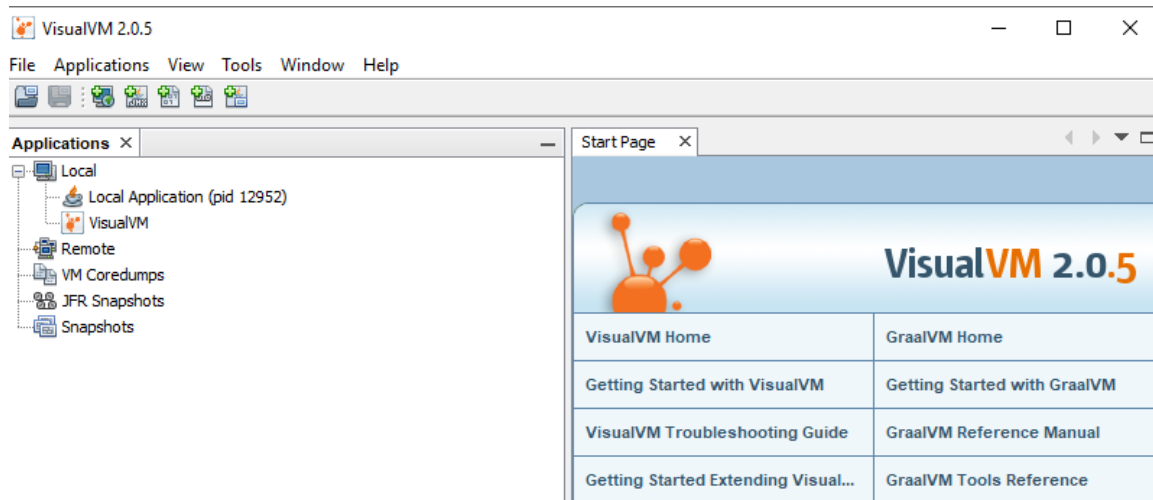 VisualVM 2.0.5
File Applications View Tools Window Help
Applications
Local
Local Application (pid 12952)
VisualVM
Remote
VM Coredumps
JFR Snapshots
Snapshots
Start Page
VisualVM 2.0.5
VisualVM Home GraalVM Home
Getting Started with VisualVM Getting Started with GraalVM
VisualVM Troubleshooting Guide GraalVM Reference Manual
Getting Started Extending Visual... GraalVM Tools Reference